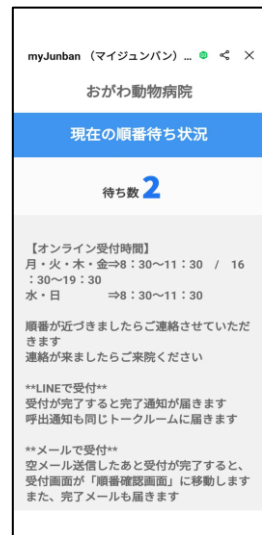 myJunban （マイジュンバン）...
おがわ動物病院
現在の順番待ち状況
待ち数 2
【オンライン受付時間】
月・火・木・金⇒8：30～11：30 / 16
：30～19：30
水・日 ⇒8：30～11：30
順番が近づきましたらご連絡させていただ
きます
連絡が来ましたらご来院ください
**LINEで受付**
受付が完了すると完了通知が届きます
呼出通知も同じトークルームに届きます
**メールで受付**
空メール送信したあと受付が完了すると、
受付画面が「順番確認画面」に移動します
また、完了メールも届きます